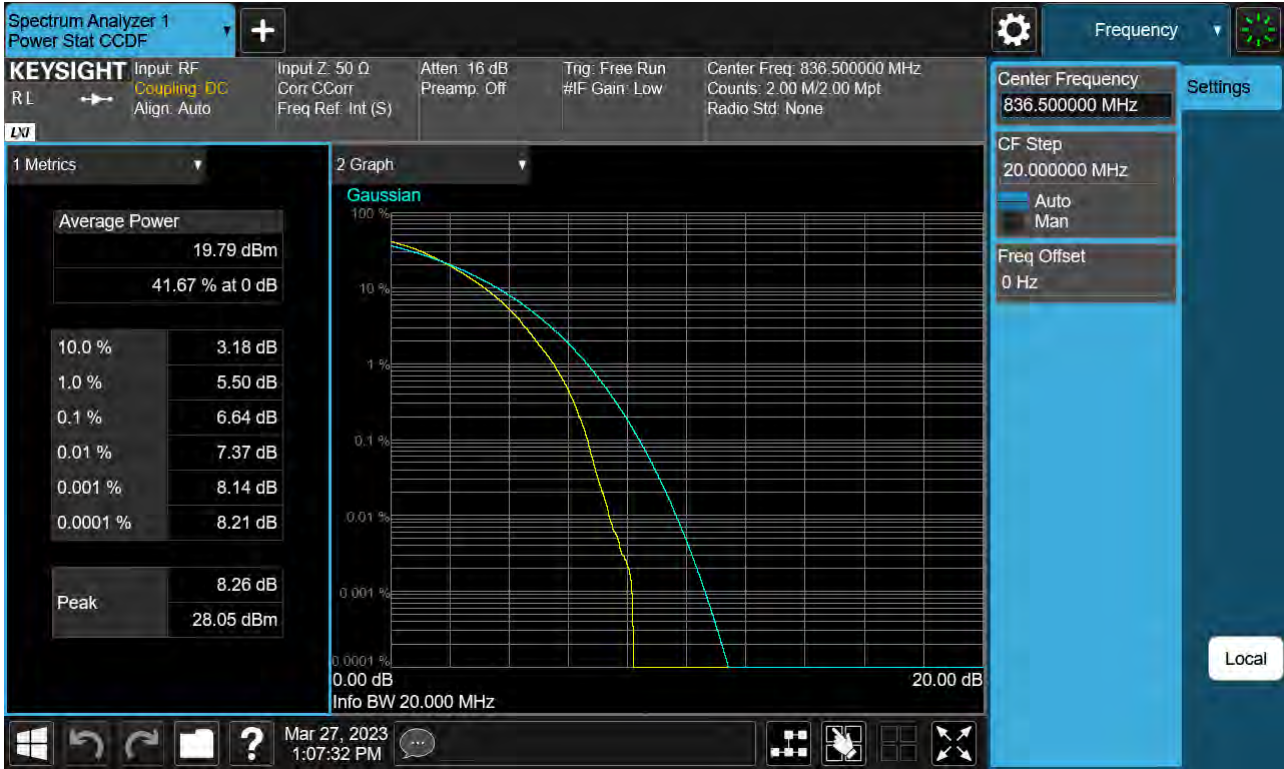 Spectrum Analyzer 1
Power Stat CCDF
+
Frequency
KEYSIGHT
R L
LXI
Input: RF
Coupling: DC
Align: Auto
Input Z: 50 Ω
Corr CCorr
Freq Ref: Int (S)
Atten: 16 dB
Preamp: Off
Trig: Free Run
#IF Gain: Low
Center Freq: 836.500000 MHz
Counts: 2.00 M/2.00 Mpt
Radio Std: None
Center Frequency
836.500000 MHz
Settings
CF Step
20.000000 MHz
Auto
Man
Freq Offset
0 Hz
Local
1 Metrics
Average Power
19.79 dBm
41.67 % at 0 dB
10.0 % 3.18 dB
1.0 % 5.50 dB
0.1 % 6.64 dB
0.01 % 7.37 dB
0.001 % 8.14 dB
0.0001 % 8.21 dB
Peak
8.26 dB
28.05 dBm
2 Graph
Gaussian
100 %
10 %
1 %
0.1 %
0.01 %
0.001 %
0.0001 %
0.00 dB 20.00 dB
Info BW 20.000 MHz
?
Mar 27, 2023
1:07:32 PM